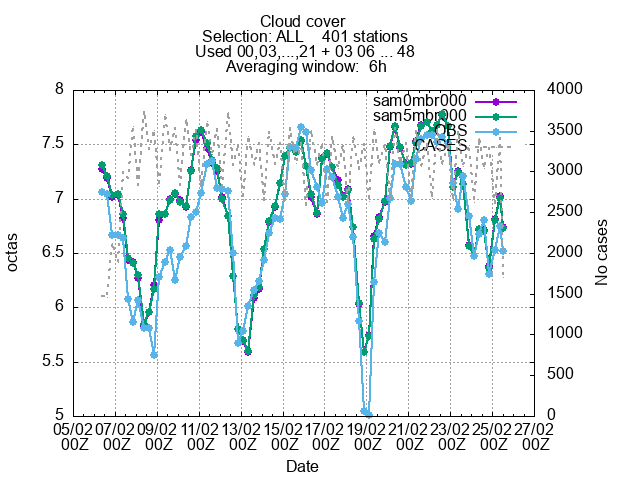 Cloud cover
Selection: ALL 401 stations
Used 00,03,...,21 + 03 06 ... 48
Averaging window: 6h
sam0mbr000
sam5mbr000
OBS
CASES
octas
8
7.5
7
6.5
6
5.5
5
No cases
4000
3500
3000
2500
2000
1500
1000
500
0
05/02 07/02 09/02 11/02 13/02 15/02 17/02 19/02 21/02 23/02 25/02 27/02
00Z 00Z 00Z 00Z 00Z 00Z 00Z 00Z 00Z 00Z 00Z 00Z
Date